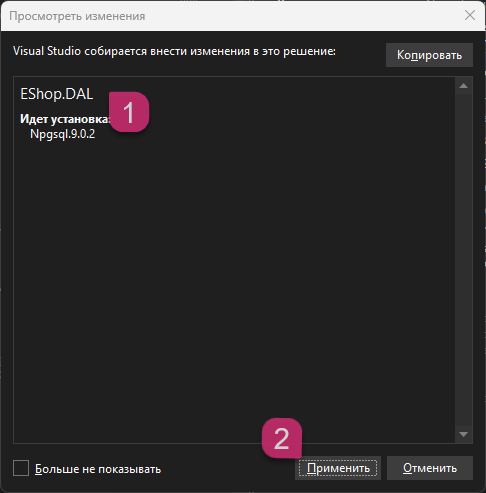 Просмотреть изменения
Visual Studio собирается внести изменения в это решение:
Копировать
EShop.DAL
1
Идет установка:
Npgsql.9.0.2
2
Больше не показывать
Применить
Отменить